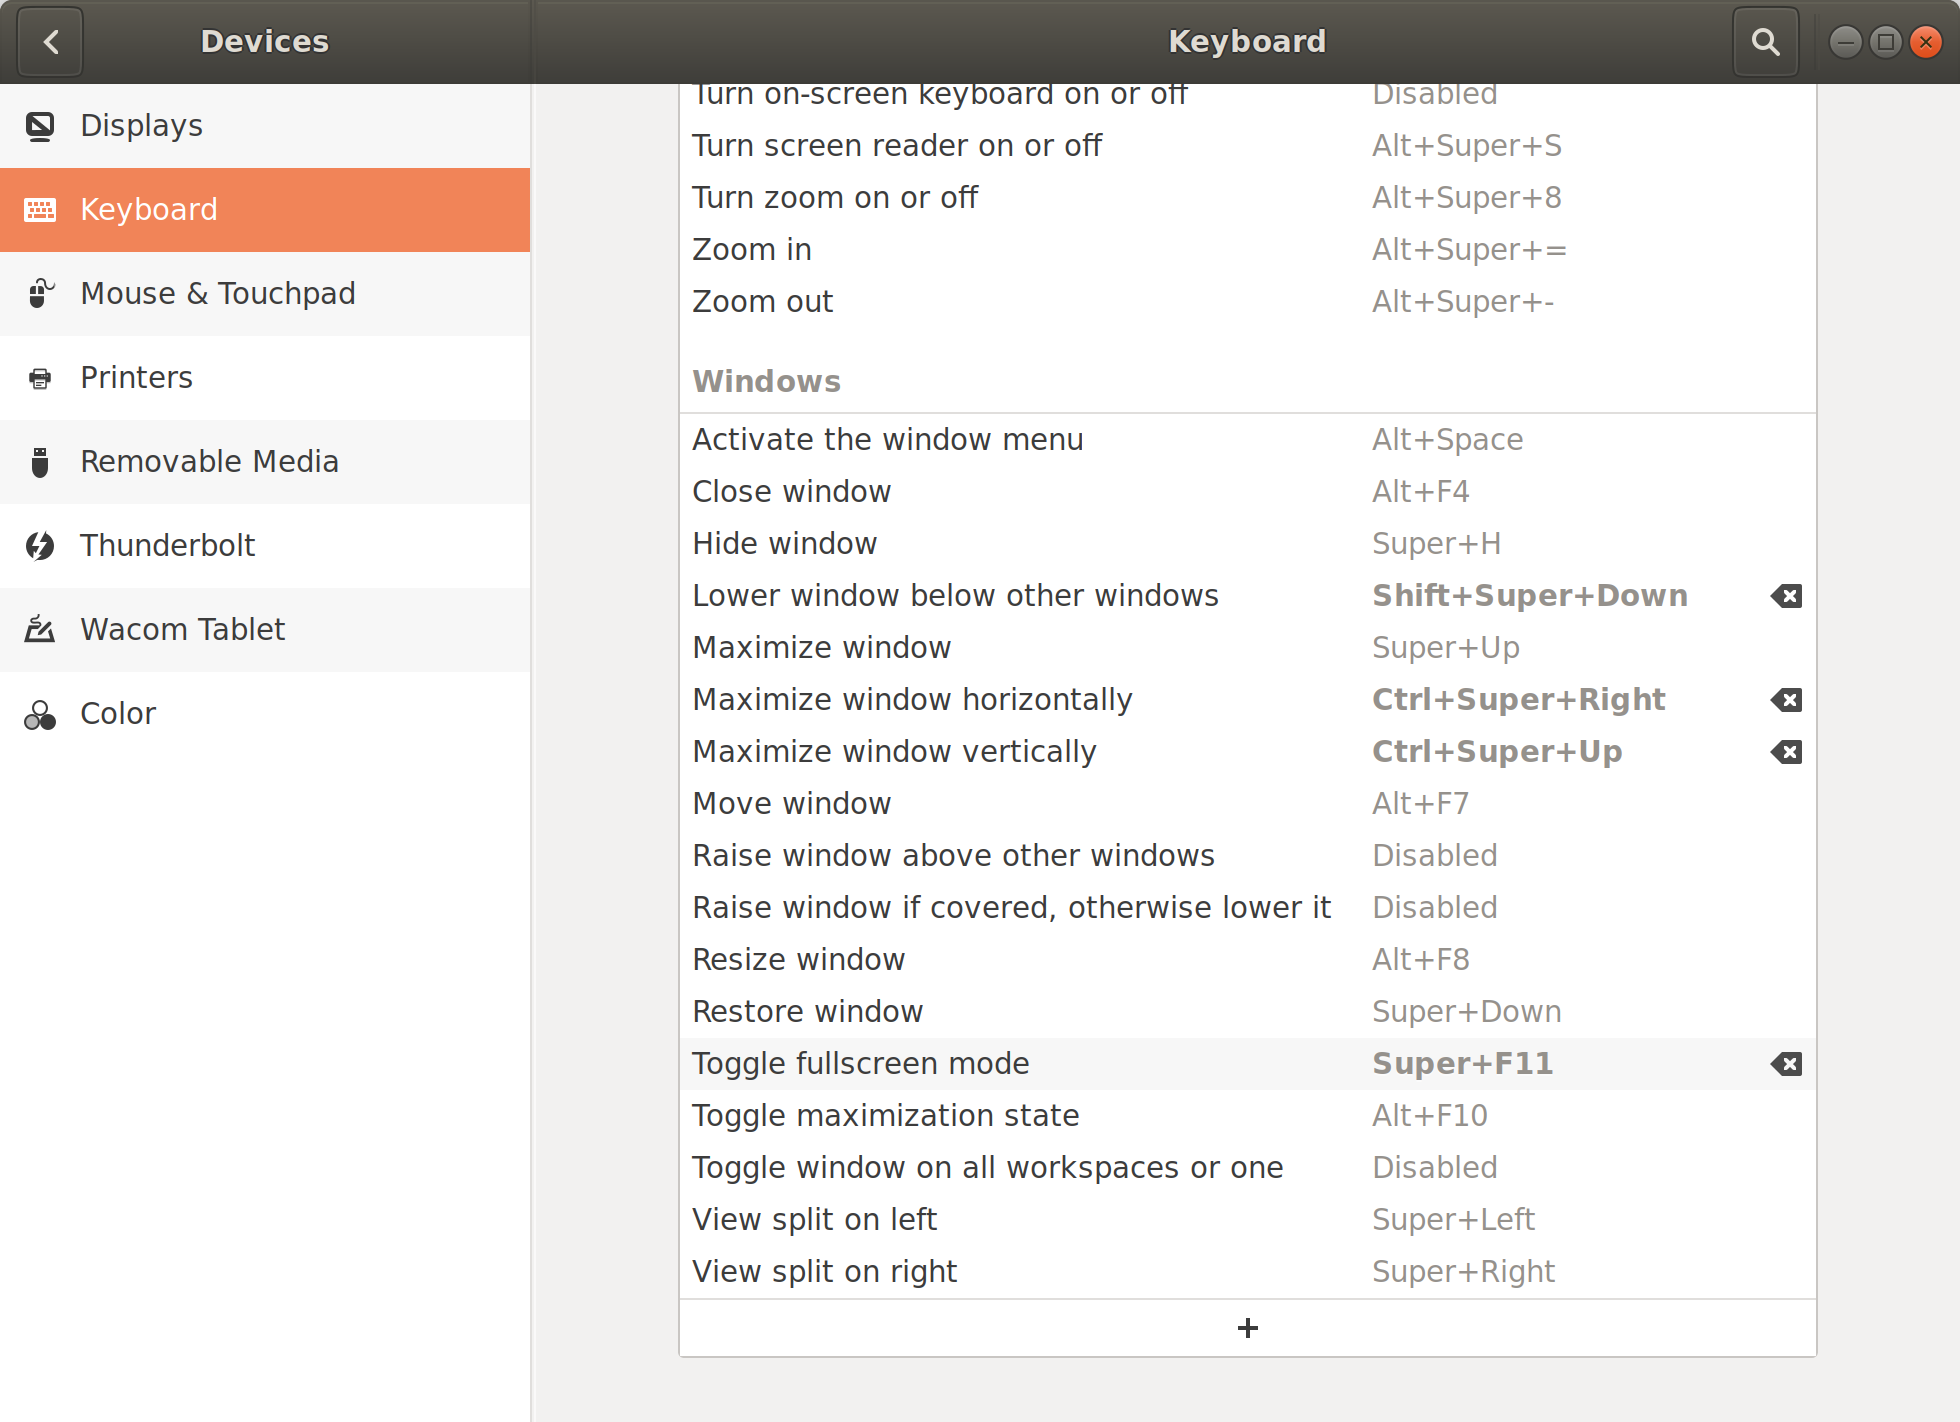 Devices
Keyboard
Displays
Keyboard
Mouse & Touchpad
Printers
Removable Media
Thunderbolt
Wacom Tablet
Color
Turn on-screen keyboard on or off Disabled
Turn screen reader on or off Alt+Super+S
Turn zoom on or off Alt+Super+8
Zoom in Alt+Super+=
Zoom out Alt+Super+-
Windows
Activate the window menu Alt+Space
Close window Alt+F4
Hide window Super+H
Lower window below other windows Shift+Super+Down
Maximize window Super+Up
Maximize window horizontally Ctrl+Super+Right
Maximize window vertically Ctrl+Super+Up
Move window Alt+F7
Raise window above other windows Disabled
Raise window if covered, otherwise lower it Disabled
Resize window Alt+F8
Restore window Super+Down
Toggle fullscreen mode Super+F11
Toggle maximization state Alt+F10
Toggle window on all workspaces or one Disabled
View split on left Super+Left
View split on right Super+Right
+